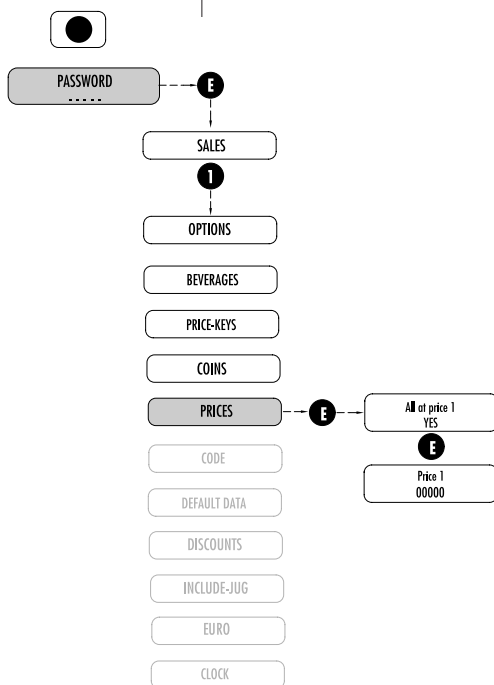 PASSWORD
.....
E
SALES
1
OPTIONS
BEVERAGES
PRICE-KEYS
COINS
PRICES
E
All at price 1
YES
E
Price 1
00000
CODE
DEFAULT DATA
DISCOUNTS
INCLUDE-JUG
EURO
CLOCK